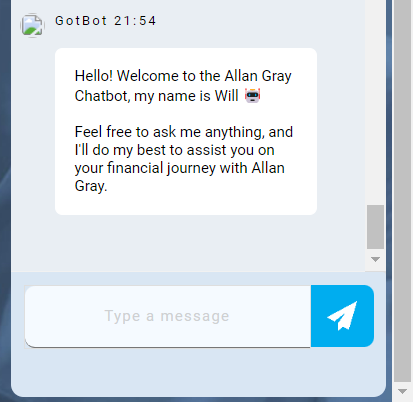 GotBot 21:54
Hello! Welcome to the Allan Gray
Chatbot, my name is Will 🤖
Feel free to ask me anything, and
I'll do my best to assist you on
your financial journey with Allan
Gray.
Type a message